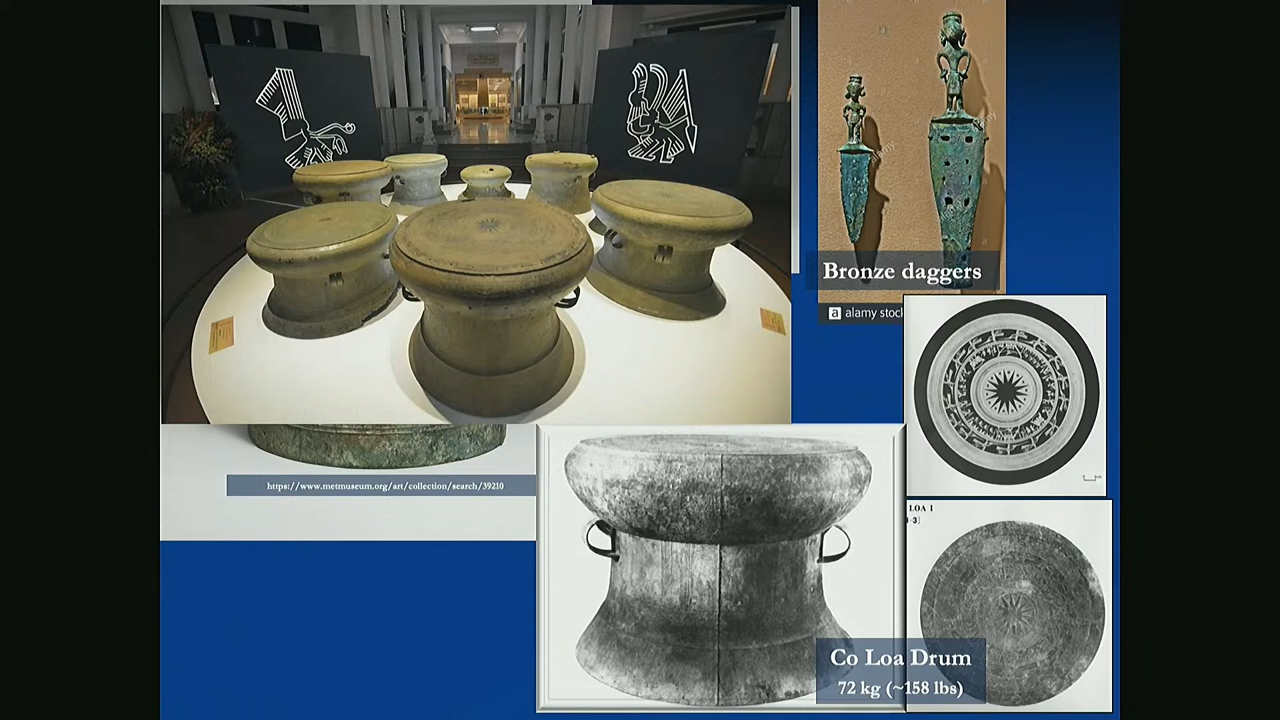 Bronze daggers
a alamy stock
LOA I
1-3]
https://www.metmuseum.org/art/collection/search/39210
Co Loa Drum
72 kg (~158 lbs)